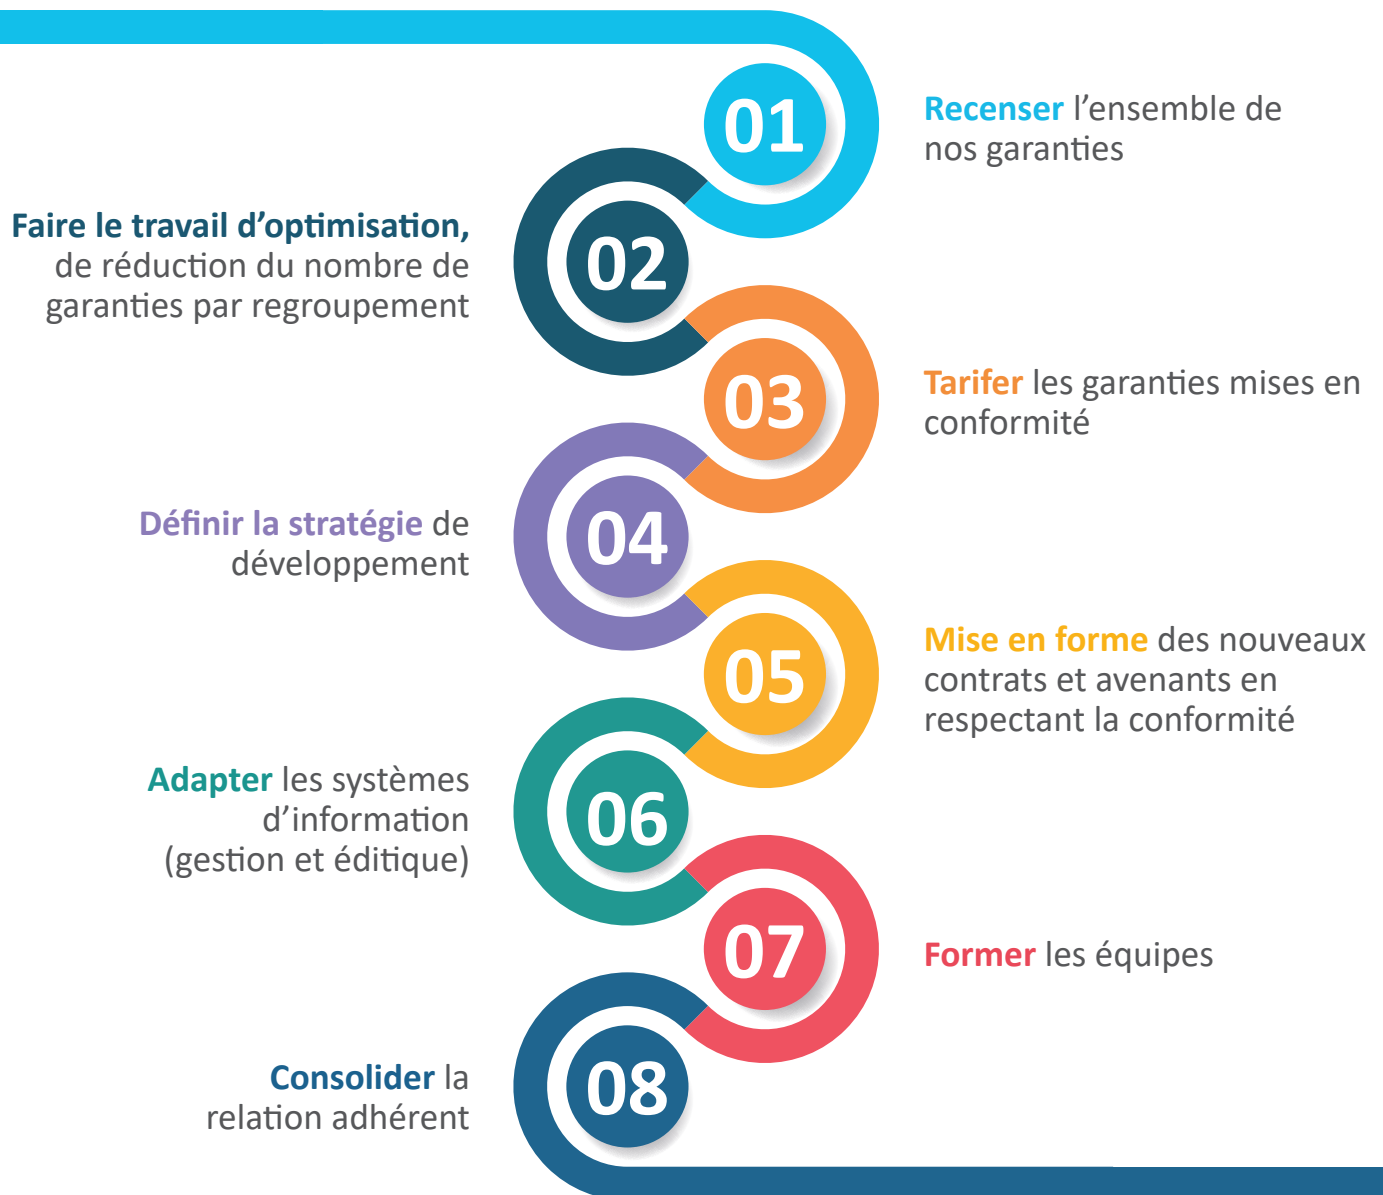 01
Recenser l’ensemble de
nos garanties
02
Faire le travail d’optimisation,
de réduction du nombre de
garanties par regroupement
03
Tarifer les garanties mises en
conformité
04
Définir la stratégie de
développement
05
Mise en forme des nouveaux
contrats et avenants en
respectant la conformité
06
Adapter les systèmes
d’information
(gestion et éditique)
07
Former les équipes
08
Consolider la
relation adhérent